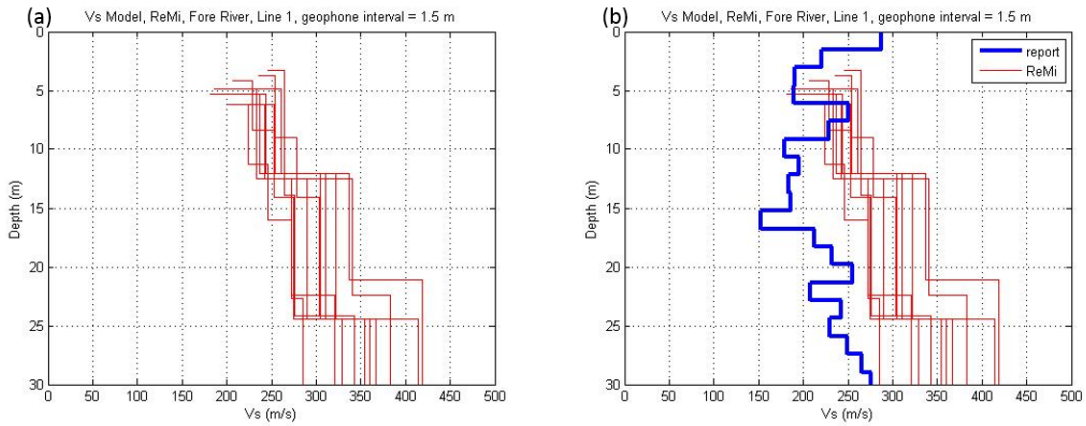 (a)
Vs Model, ReMi, Fore River, Line 1, geophone interval = 1.5 m
0
5
10
15
20
25
30
Depth (m)
0 50 100 150 200 250 300 350 400 450 500
Vs (m/s)
(b)
Vs Model, ReMi, Fore River, Line 1, geophone interval = 1.5 m
report
ReMi
0
5
10
15
20
25
30
Depth (m)
0 50 100 150 200 250 300 350 400 450 500
Vs (m/s)